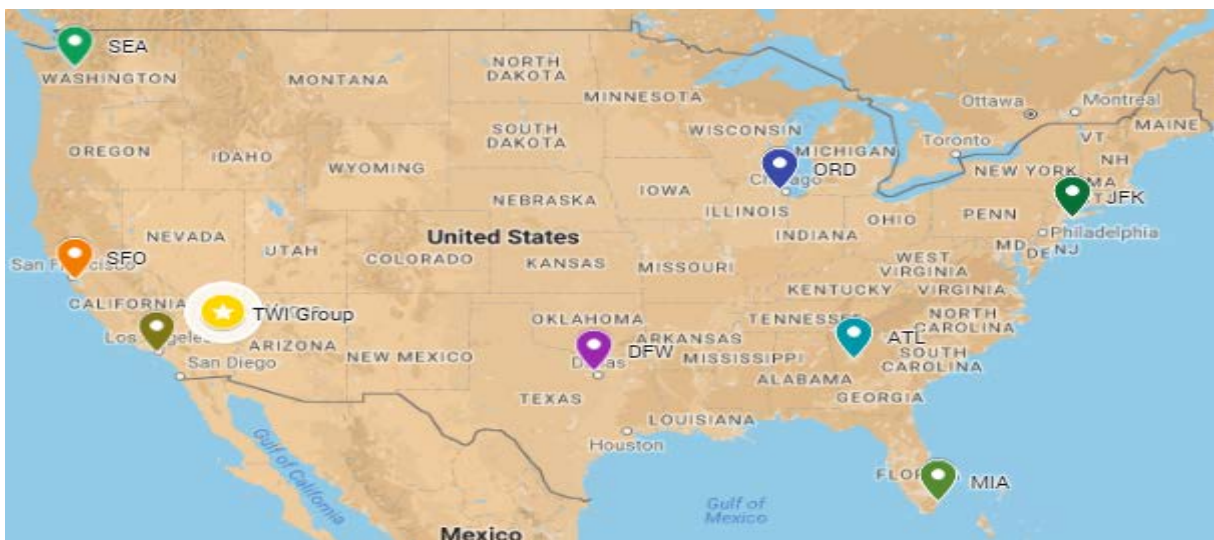 SEA
WASHINGTON
MONTANA
NORTH
DAKOTA
MINNESOTA
Ottawa
Montreal
MAINE
OREGON
IDAHO
SOUTH
DAKOTA
WISCONSIN
MICHIGAN
Toronto
VT
NH
WYOMING
ORD
NEW YORK
MA
JFK
NEBRASKA
IOWA
ILLINOIS
OHIO
PENN
Philadelphia
NEVADA
UTAH
United States
COLORADO
KANSAS
INDIANA
MD
DE
NJ
SFO
MISSOURI
WEST
VIRGINIA
KENTUCKY
VIRGINIA
CALIFORNIA
TWI Group
OKLAHOMA
TENNESSEE
NORTH
CAROLINA
ARIZONA
NEW MEXICO
DFW
ARKANSAS
MISSISSIPPI
ATL
SOUTH
CAROLINA
San Diego
ALABAMA
TEXAS
GEORGIA
LOUISIANA
Houston
Gulf of California
MIA
Gulf of
Mexico
Mexico